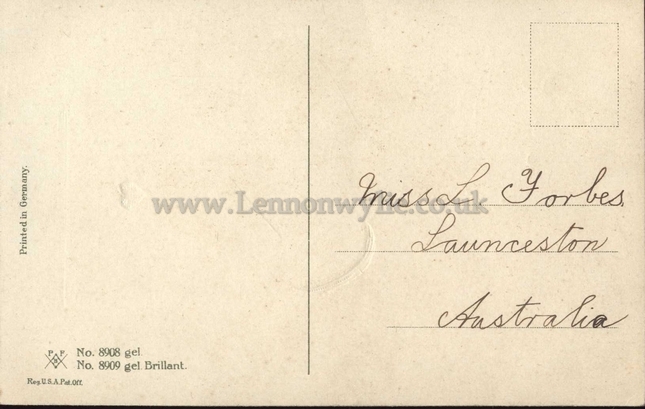 Miss L. Forbes.
Launceston
Australia
www.Lennonwylie.co.uk
Printed in Germany.
P F
B
No. 8908 gel.
No. 8909 gel. Brillant.
Reg. U.S.A. Pat. Off.